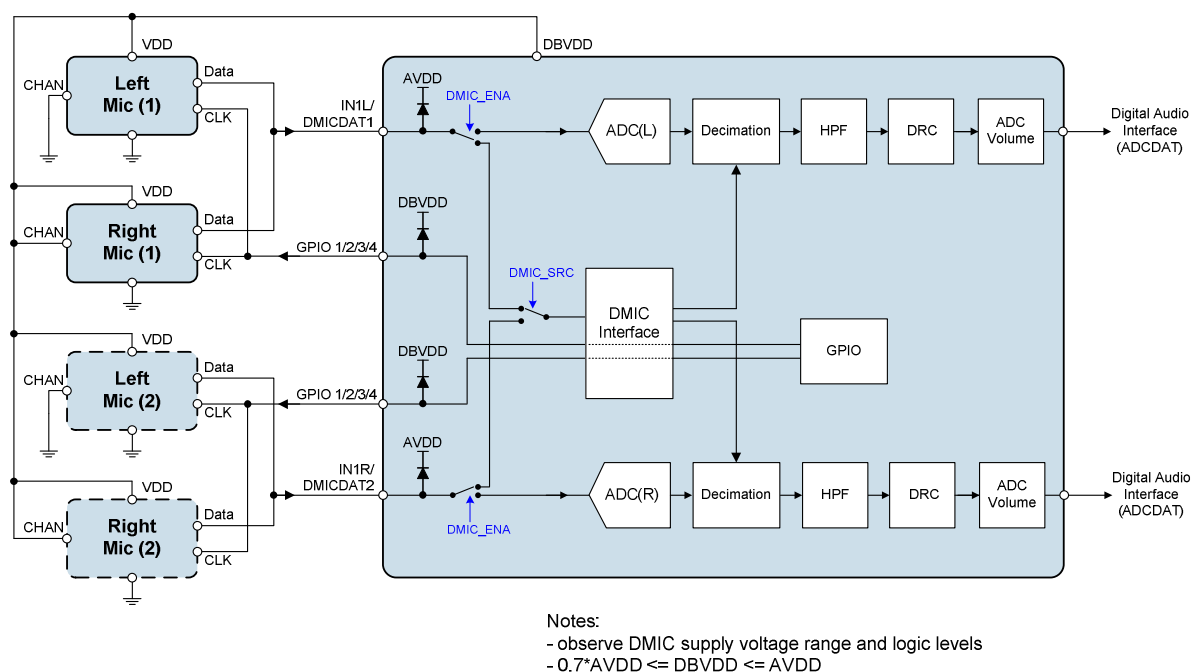 VDD
DBVDD
CHAN
Left
Mic (1)
Data
CLK
IN1L/
DMICDAT1
AVDD
DMIC_ENA
ADC(L)
Decimation
HPF
DRC
ADC
Volume
Digital Audio
Interface
(ADCDAT)
VDD
CHAN
Right
Mic (1)
Data
CLK
GPIO 1/2/3/4
DBVDD
DMIC_SRC
DMIC
Interface
GPIO
VDD
CHAN
Left
Mic (2)
Data
CLK
GPIO 1/2/3/4
DBVDD
VDD
CHAN
Right
Mic (2)
Data
CLK
IN1R/
DMICDAT2
AVDD
DMIC_ENA
ADC(R)
Decimation
HPF
DRC
ADC
Volume
Digital Audio
Interface
(ADCDAT)
Notes:
- observe DMIC supply voltage range and logic levels
- 0.7*AVDD <= DBVDD <= AVDD